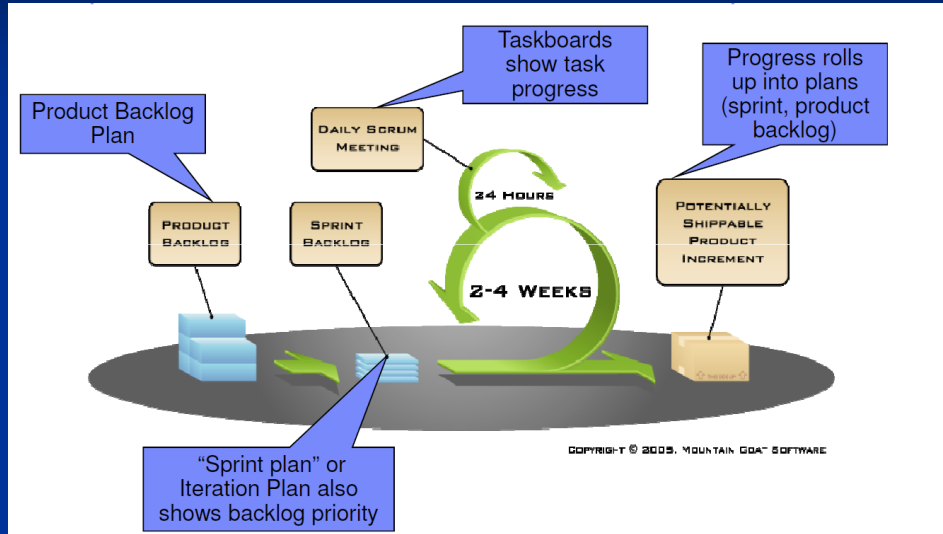 Taskboards
show task
progress
Progress rolls
up into plans
(sprint, product
backlog)
Product Backlog
Plan
DAILY SCRUM
MEETING
24 HOURS
PRODUCT
BACKLOG
SPRINT
BACKLOG
POTENTIALLY
SHIPPABLE
PRODUCT
INCREMENT
2-4 WEEKS
“Sprint plan” or
Iteration Plan also
shows backlog priority
COPYRIGHT © 2005, MOUNTAIN GOAT SOFTWARE